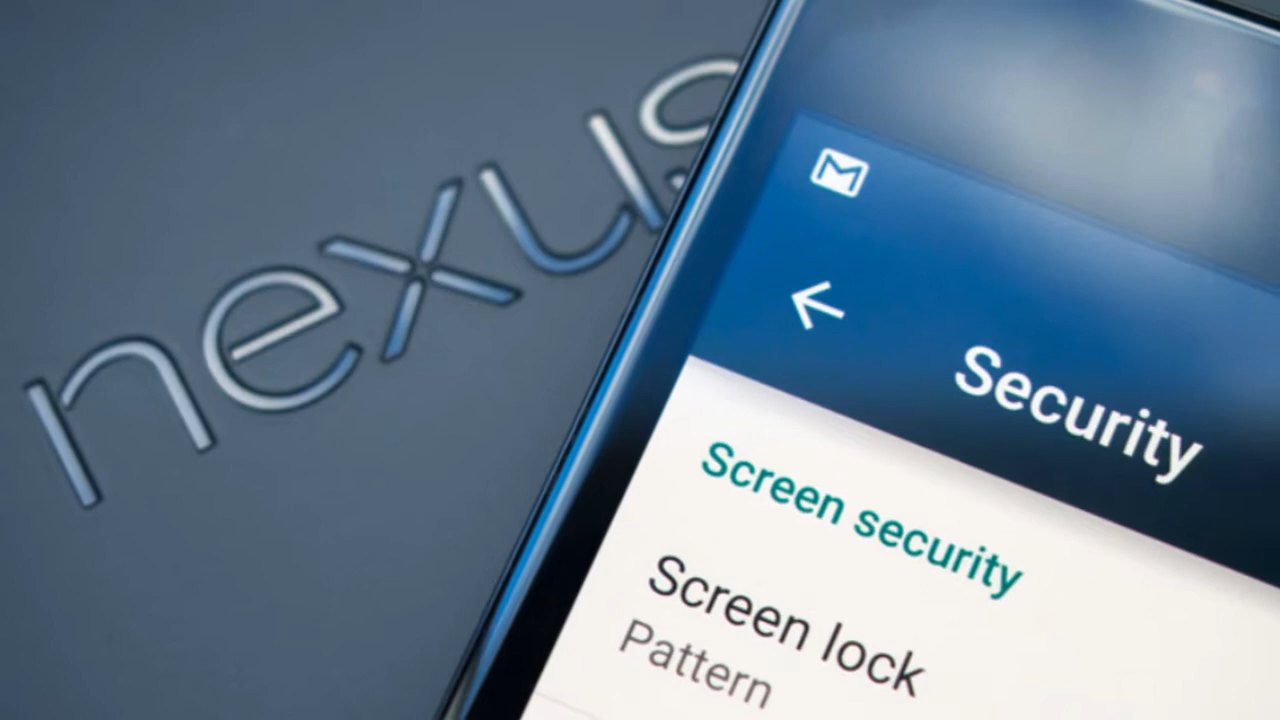 nexus
Security
Screen security
Screen lock
Pattern